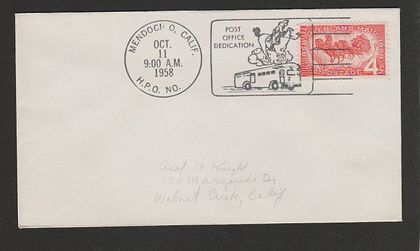 MENDOCINO, CALIF.
OCT.
11
9:00 A.M.
1958
H.P.O. NO.
POST
OFFICE
DEDICATION
OVERLAND MAIL
U.S. POSTAGE
4¢
Carol A Knight
Walnut Creek, Calif